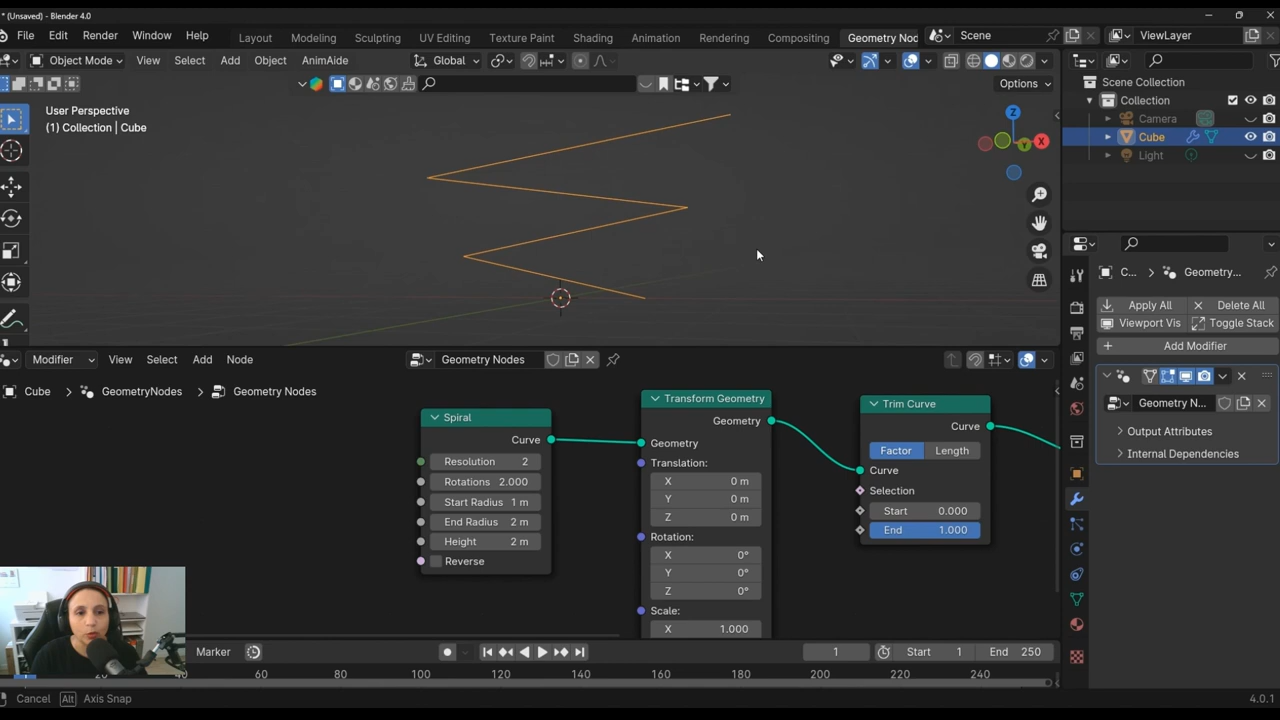 * (Unsaved) - Blender 4.0
File Edit Render Window Help Layout Modeling Sculpting UV Editing Texture Paint Shading Animation Rendering Compositing Geometry Noc Scene ViewLayer
Object Mode View Select Add Object AnimAide Global
Options
User Perspective
(1) Collection | Cube
Z
X
Y
Scene Collection
Collection
Camera
Cube
Light
C... > Geometry...
Apply All Delete All
Viewport Vis Toggle Stack
Add Modifier
Geometry N...
Output Attributes
Internal Dependencies
Modifier View Select Add Node Geometry Nodes
Cube > GeometryNodes > Geometry Nodes
Spiral
Curve
Resolution 2
Rotations 2.000
Start Radius 1 m
End Radius 2 m
Height 2 m
Reverse
Transform Geometry
Geometry
Geometry
Translation:
X 0 m
Y 0 m
Z 0 m
Rotation:
X 0°
Y 0°
Z 0°
Scale:
X 1.000
Trim Curve
Curve
Factor Length
Curve
Selection
Start 0.000
End 1.000
Marker 1 Start 1 End 250
60 80 100 120 140 160 180 200 220 240
Cancel Alt Axis Snap 4.0.1